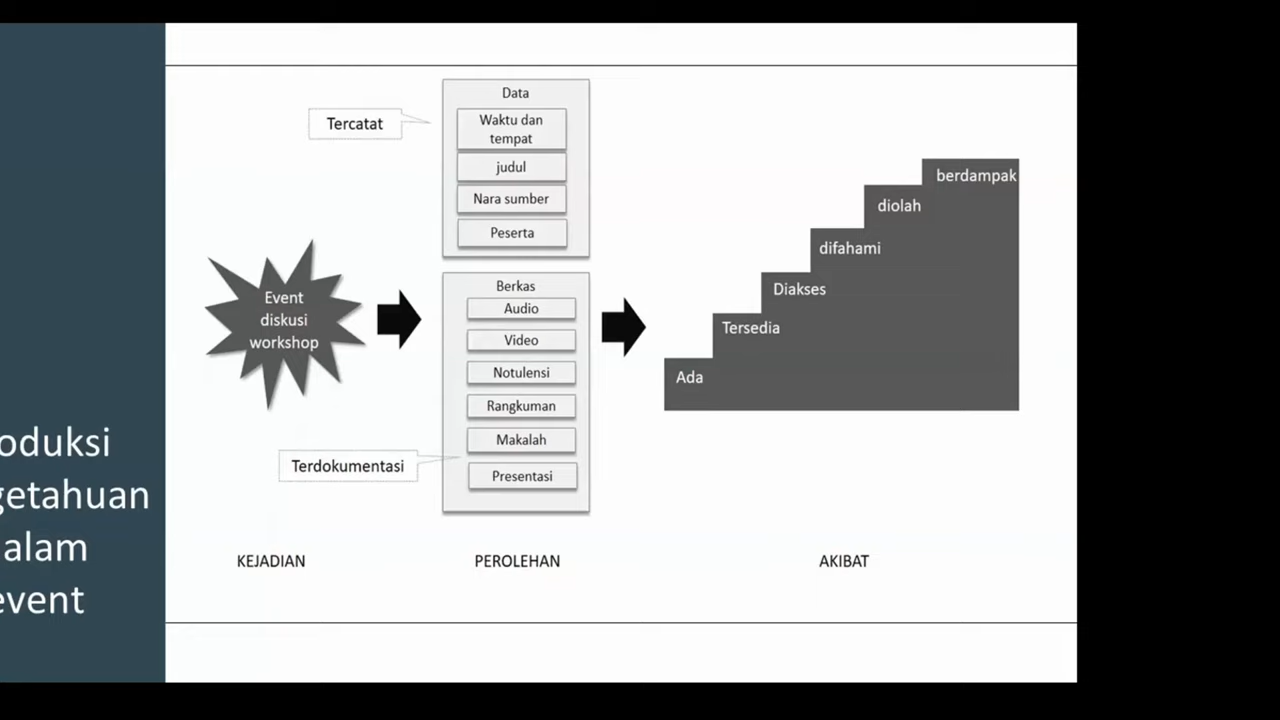 oduksi
getahuan
alam
event
Tercatat
Data
Waktu dan
tempat
judul
Nara sumber
Peserta
Event
diskusi
workshop
Berkas
Audio
Video
Notulensi
Rangkuman
Makalah
Presentasi
Terdokumentasi
berdampak
diolah
difahami
Diakses
Tersedia
Ada
KEJADIAN
PEROLEHAN
AKIBAT